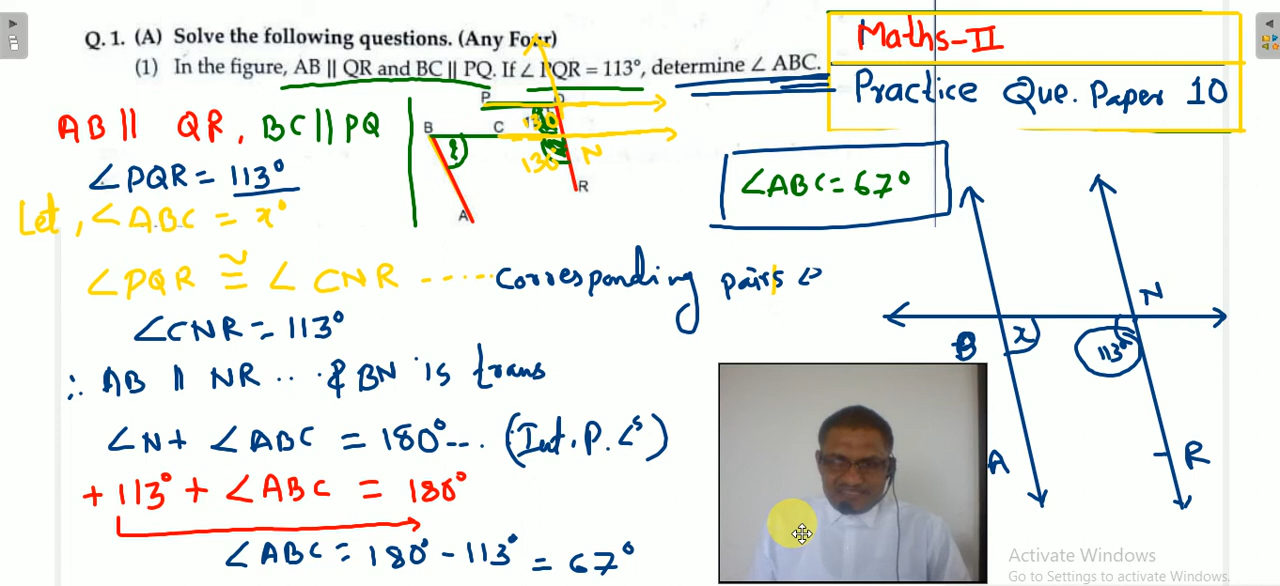 Q. 1. (A) Solve the following questions. (Any Four)
(1) In the figure, AB || QR and BC || PQ. If ∠ PQR = 113°, determine ∠ ABC.
Maths-II
Practice Que. Paper 10
AB || QR, BC || PQ
∠PQR = 113°
Let, ∠ABC = x°
P
B C
N
R
A
∠ABC = 67°
∠PQR ≅ ∠CNR ----- Corresponding pairs
∠CNR = 113°
∴ AB || NR .. & BN is trans
∠N + ∠ABC = 180° --.. (Int. P. ∠s)
+ 113° + ∠ABC = 180°
∠ABC = 180° - 113° = 67°
N
B x 113°
A R
Activate Windows
Go to Settings to activate Windows.